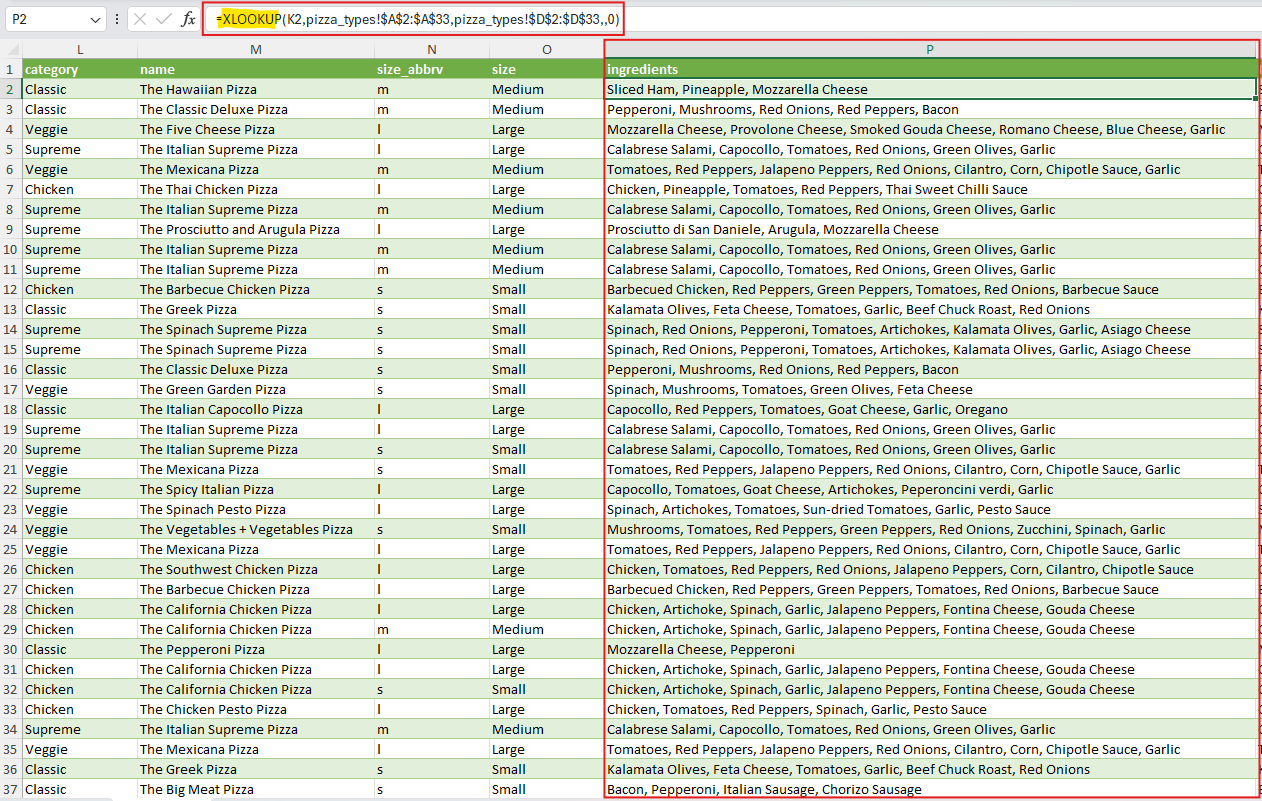 P2 fx =XLOOKUP(K2,pizza_types!$A$2:$A$33,pizza_types!$D$2:$D$33,,0)
L M N O P
1 category name size_abbrv size ingredients
2 Classic The Hawaiian Pizza m Medium Sliced Ham, Pineapple, Mozzarella Cheese
3 Classic The Classic Deluxe Pizza m Medium Pepperoni, Mushrooms, Red Onions, Red Peppers, Bacon
4 Veggie The Five Cheese Pizza l Large Mozzarella Cheese, Provolone Cheese, Smoked Gouda Cheese, Romano Cheese, Blue Cheese, Garlic
5 Supreme The Italian Supreme Pizza l Large Calabrese Salami, Capocollo, Tomatoes, Red Onions, Green Olives, Garlic
6 Veggie The Mexicana Pizza m Medium Tomatoes, Red Peppers, Jalapeno Peppers, Red Onions, Cilantro, Corn, Chipotle Sauce, Garlic
7 Chicken The Thai Chicken Pizza l Large Chicken, Pineapple, Tomatoes, Red Peppers, Thai Sweet Chilli Sauce
8 Supreme The Italian Supreme Pizza m Medium Calabrese Salami, Capocollo, Tomatoes, Red Onions, Green Olives, Garlic
9 Supreme The Prosciutto and Arugula Pizza l Large Prosciutto di San Daniele, Arugula, Mozzarella Cheese
10 Supreme The Italian Supreme Pizza m Medium Calabrese Salami, Capocollo, Tomatoes, Red Onions, Green Olives, Garlic
11 Supreme The Italian Supreme Pizza m Medium Calabrese Salami, Capocollo, Tomatoes, Red Onions, Green Olives, Garlic
12 Chicken The Barbecue Chicken Pizza s Small Barbecued Chicken, Red Peppers, Green Peppers, Tomatoes, Red Onions, Barbecue Sauce
13 Classic The Greek Pizza s Small Kalamata Olives, Feta Cheese, Tomatoes, Garlic, Beef Chuck Roast, Red Onions
14 Supreme The Spinach Supreme Pizza s Small Spinach, Red Onions, Pepperoni, Tomatoes, Artichokes, Kalamata Olives, Garlic, Asiago Cheese
15 Supreme The Spinach Supreme Pizza s Small Spinach, Red Onions, Pepperoni, Tomatoes, Artichokes, Kalamata Olives, Garlic, Asiago Cheese
16 Classic The Classic Deluxe Pizza s Small Pepperoni, Mushrooms, Red Onions, Red Peppers, Bacon
17 Veggie The Green Garden Pizza s Small Spinach, Mushrooms, Tomatoes, Green Olives, Feta Cheese
18 Classic The Italian Capocollo Pizza l Large Capocollo, Red Peppers, Tomatoes, Goat Cheese, Garlic, Oregano
19 Supreme The Italian Supreme Pizza l Large Calabrese Salami, Capocollo, Tomatoes, Red Onions, Green Olives, Garlic
20 Supreme The Italian Supreme Pizza s Small Calabrese Salami, Capocollo, Tomatoes, Red Onions, Green Olives, Garlic
21 Veggie The Mexicana Pizza s Small Tomatoes, Red Peppers, Jalapeno Peppers, Red Onions, Cilantro, Corn, Chipotle Sauce, Garlic
22 Supreme The Spicy Italian Pizza l Large Capocollo, Tomatoes, Goat Cheese, Artichokes, Peperoncini verdi, Garlic
23 Veggie The Spinach Pesto Pizza l Large Spinach, Artichokes, Tomatoes, Sun-dried Tomatoes, Garlic, Pesto Sauce
24 Veggie The Vegetables + Vegetables Pizza s Small Mushrooms, Tomatoes, Red Peppers, Green Peppers, Red Onions, Zucchini, Spinach, Garlic
25 Veggie The Mexicana Pizza l Large Tomatoes, Red Peppers, Jalapeno Peppers, Red Onions, Cilantro, Corn, Chipotle Sauce, Garlic
26 Chicken The Southwest Chicken Pizza l Large Chicken, Tomatoes, Red Peppers, Red Onions, Jalapeno Peppers, Corn, Cilantro, Chipotle Sauce
27 Chicken The Barbecue Chicken Pizza l Large Barbecued Chicken, Red Peppers, Green Peppers, Tomatoes, Red Onions, Barbecue Sauce
28 Chicken The California Chicken Pizza l Large Chicken, Artichoke, Spinach, Garlic, Jalapeno Peppers, Fontina Cheese, Gouda Cheese
29 Chicken The California Chicken Pizza m Medium Chicken, Artichoke, Spinach, Garlic, Jalapeno Peppers, Fontina Cheese, Gouda Cheese
30 Classic The Pepperoni Pizza l Large Mozzarella Cheese, Pepperoni
31 Chicken The California Chicken Pizza l Large Chicken, Artichoke, Spinach, Garlic, Jalapeno Peppers, Fontina Cheese, Gouda Cheese
32 Chicken The California Chicken Pizza s Small Chicken, Artichoke, Spinach, Garlic, Jalapeno Peppers, Fontina Cheese, Gouda Cheese
33 Chicken The Chicken Pesto Pizza l Large Chicken, Tomatoes, Red Peppers, Spinach, Garlic, Pesto Sauce
34 Supreme The Italian Supreme Pizza m Medium Calabrese Salami, Capocollo, Tomatoes, Red Onions, Green Olives, Garlic
35 Veggie The Mexicana Pizza l Large Tomatoes, Red Peppers, Jalapeno Peppers, Red Onions, Cilantro, Corn, Chipotle Sauce, Garlic
36 Classic The Greek Pizza s Small Kalamata Olives, Feta Cheese, Tomatoes, Garlic, Beef Chuck Roast, Red Onions
37 Classic The Big Meat Pizza s Small Bacon, Pepperoni, Italian Sausage, Chorizo Sausage